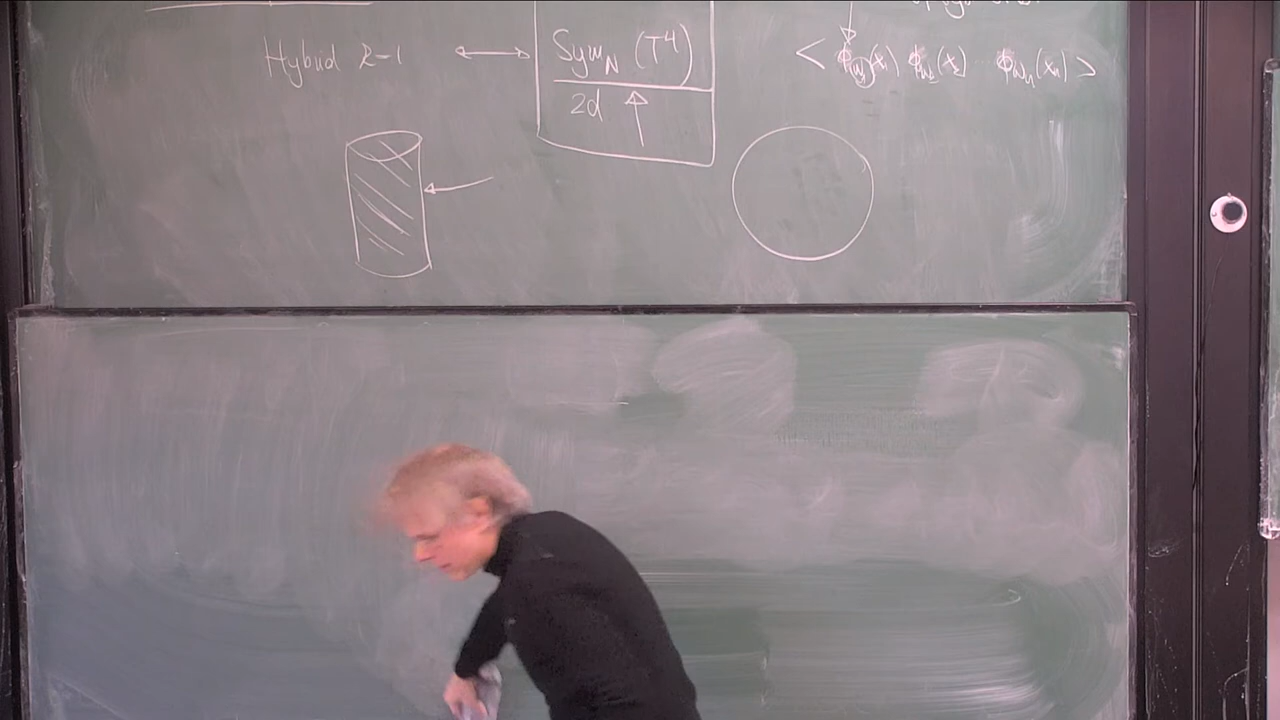 Hybrid k=1 ⟷ Sym_N (T^4)
2d
< φ_{w_1}(x_1) φ_{w_2}(x_2) φ_{w_n}(x_n) >